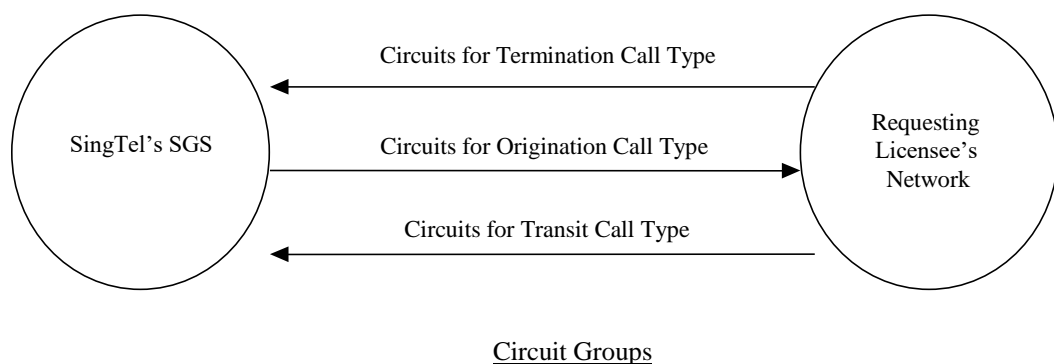 Circuits for Termination Call Type
SingTel’s SGS
Circuits for Origination Call Type
Requesting
Licensee’s
Network
Circuits for Transit Call Type
Circuit Groups